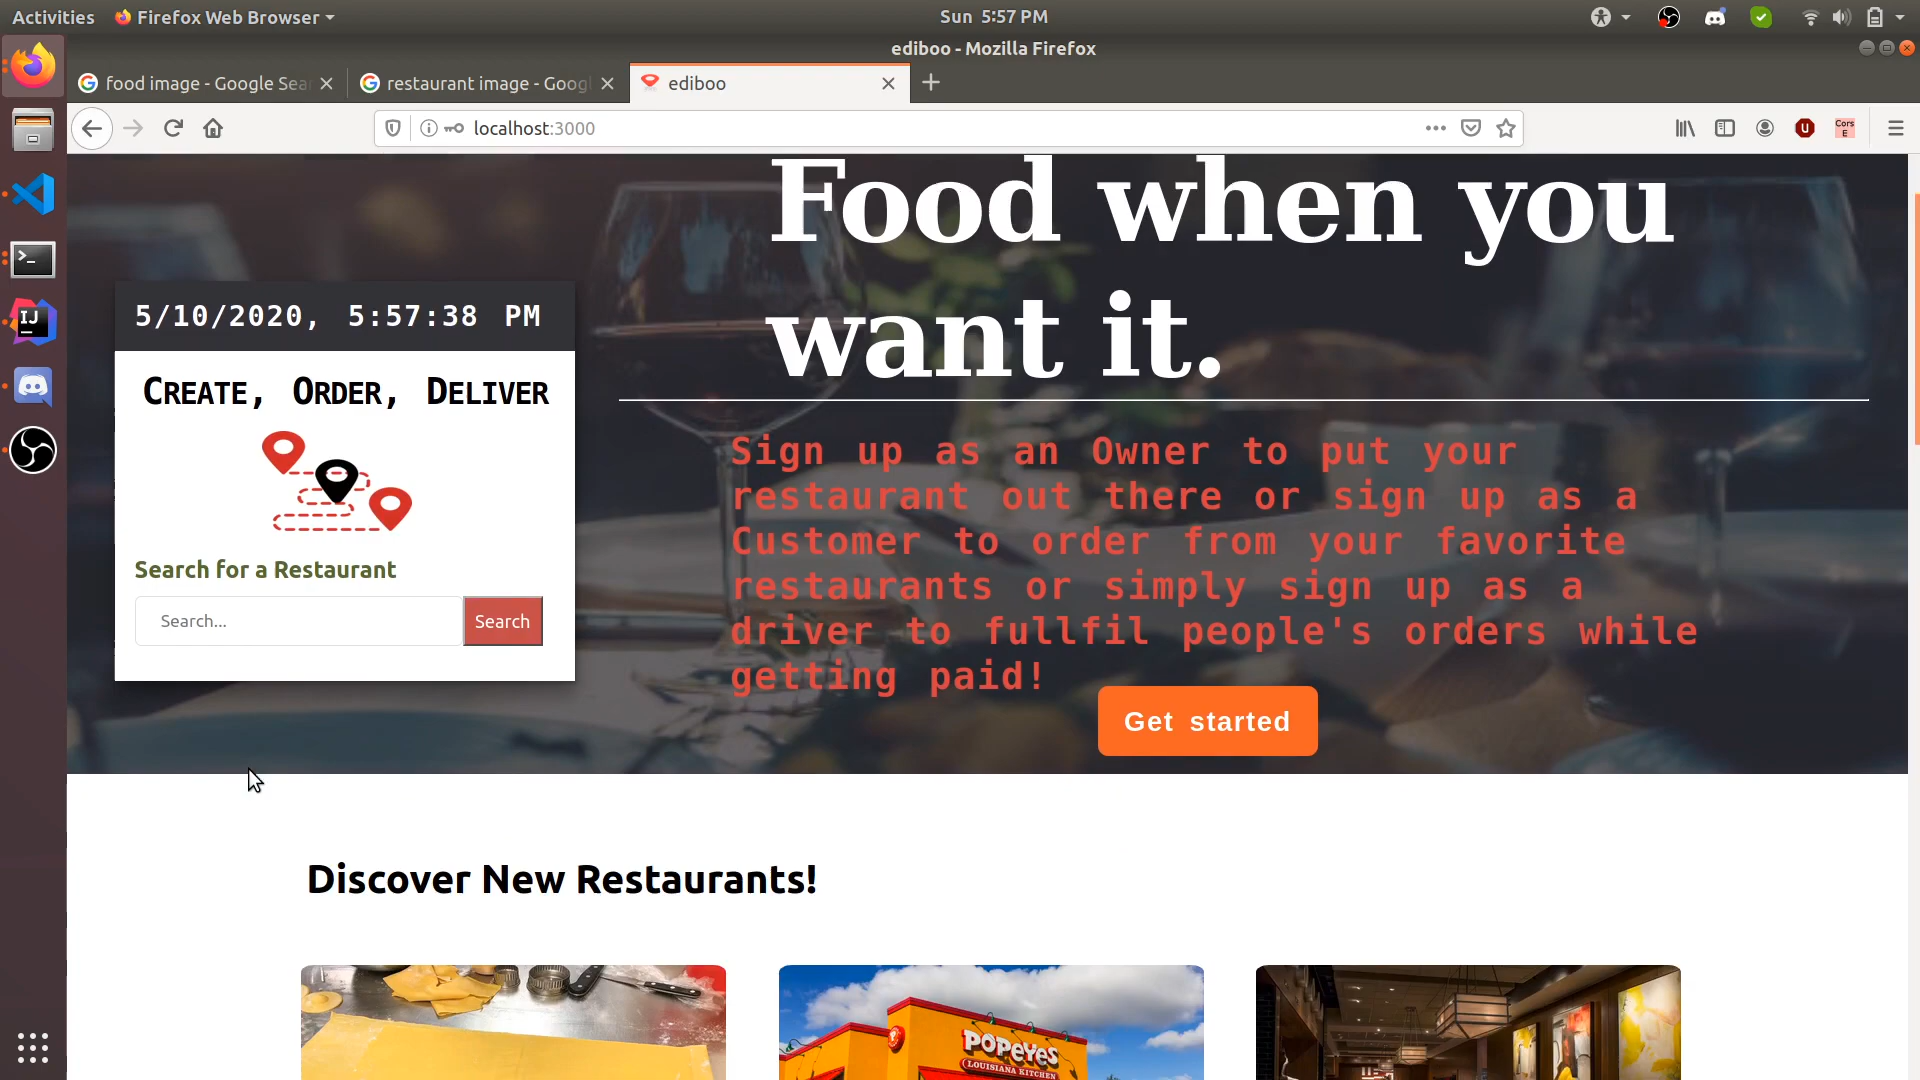 Activities
Firefox Web Browser
Sun 5:57 PM
ediboo - Mozilla Firefox
food image - Google Sea
restaurant image - Googl
ediboo
localhost:3000
Cors
E
Food when you
want it.
5/10/2020, 5:57:38 PM
Create, Order, Deliver
Search for a Restaurant
Search...
Search
Sign up as an Owner to put your
restaurant out there or sign up as a
Customer to order from your favorite
restaurants or simply sign up as a
driver to fullfil people's orders while
getting paid!
Get started
Discover New Restaurants!
POPEYES
LOUISIANA KITCHEN